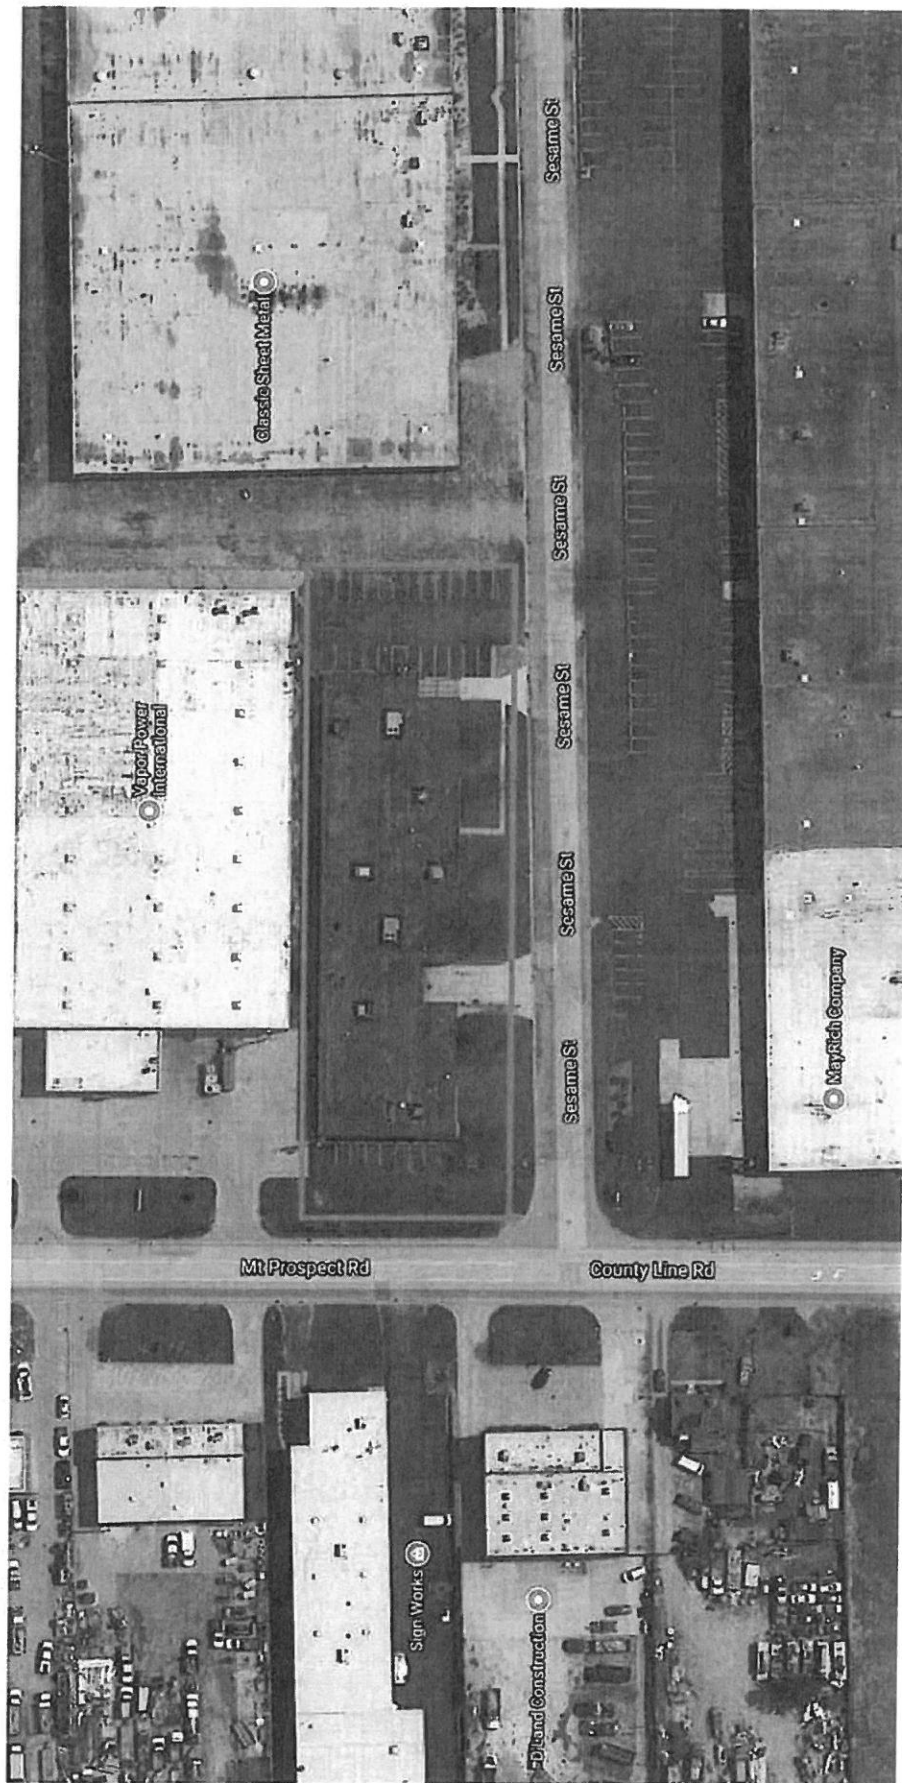 Sesame St
Classic Sheet Metal
Sesame St
Sesame St
Vapor Power
International
Sesame St
Sesame St
MayRich Company
Sesame St
Mt Prospect Rd
County Line Rd
Sign Works
D Land Construction